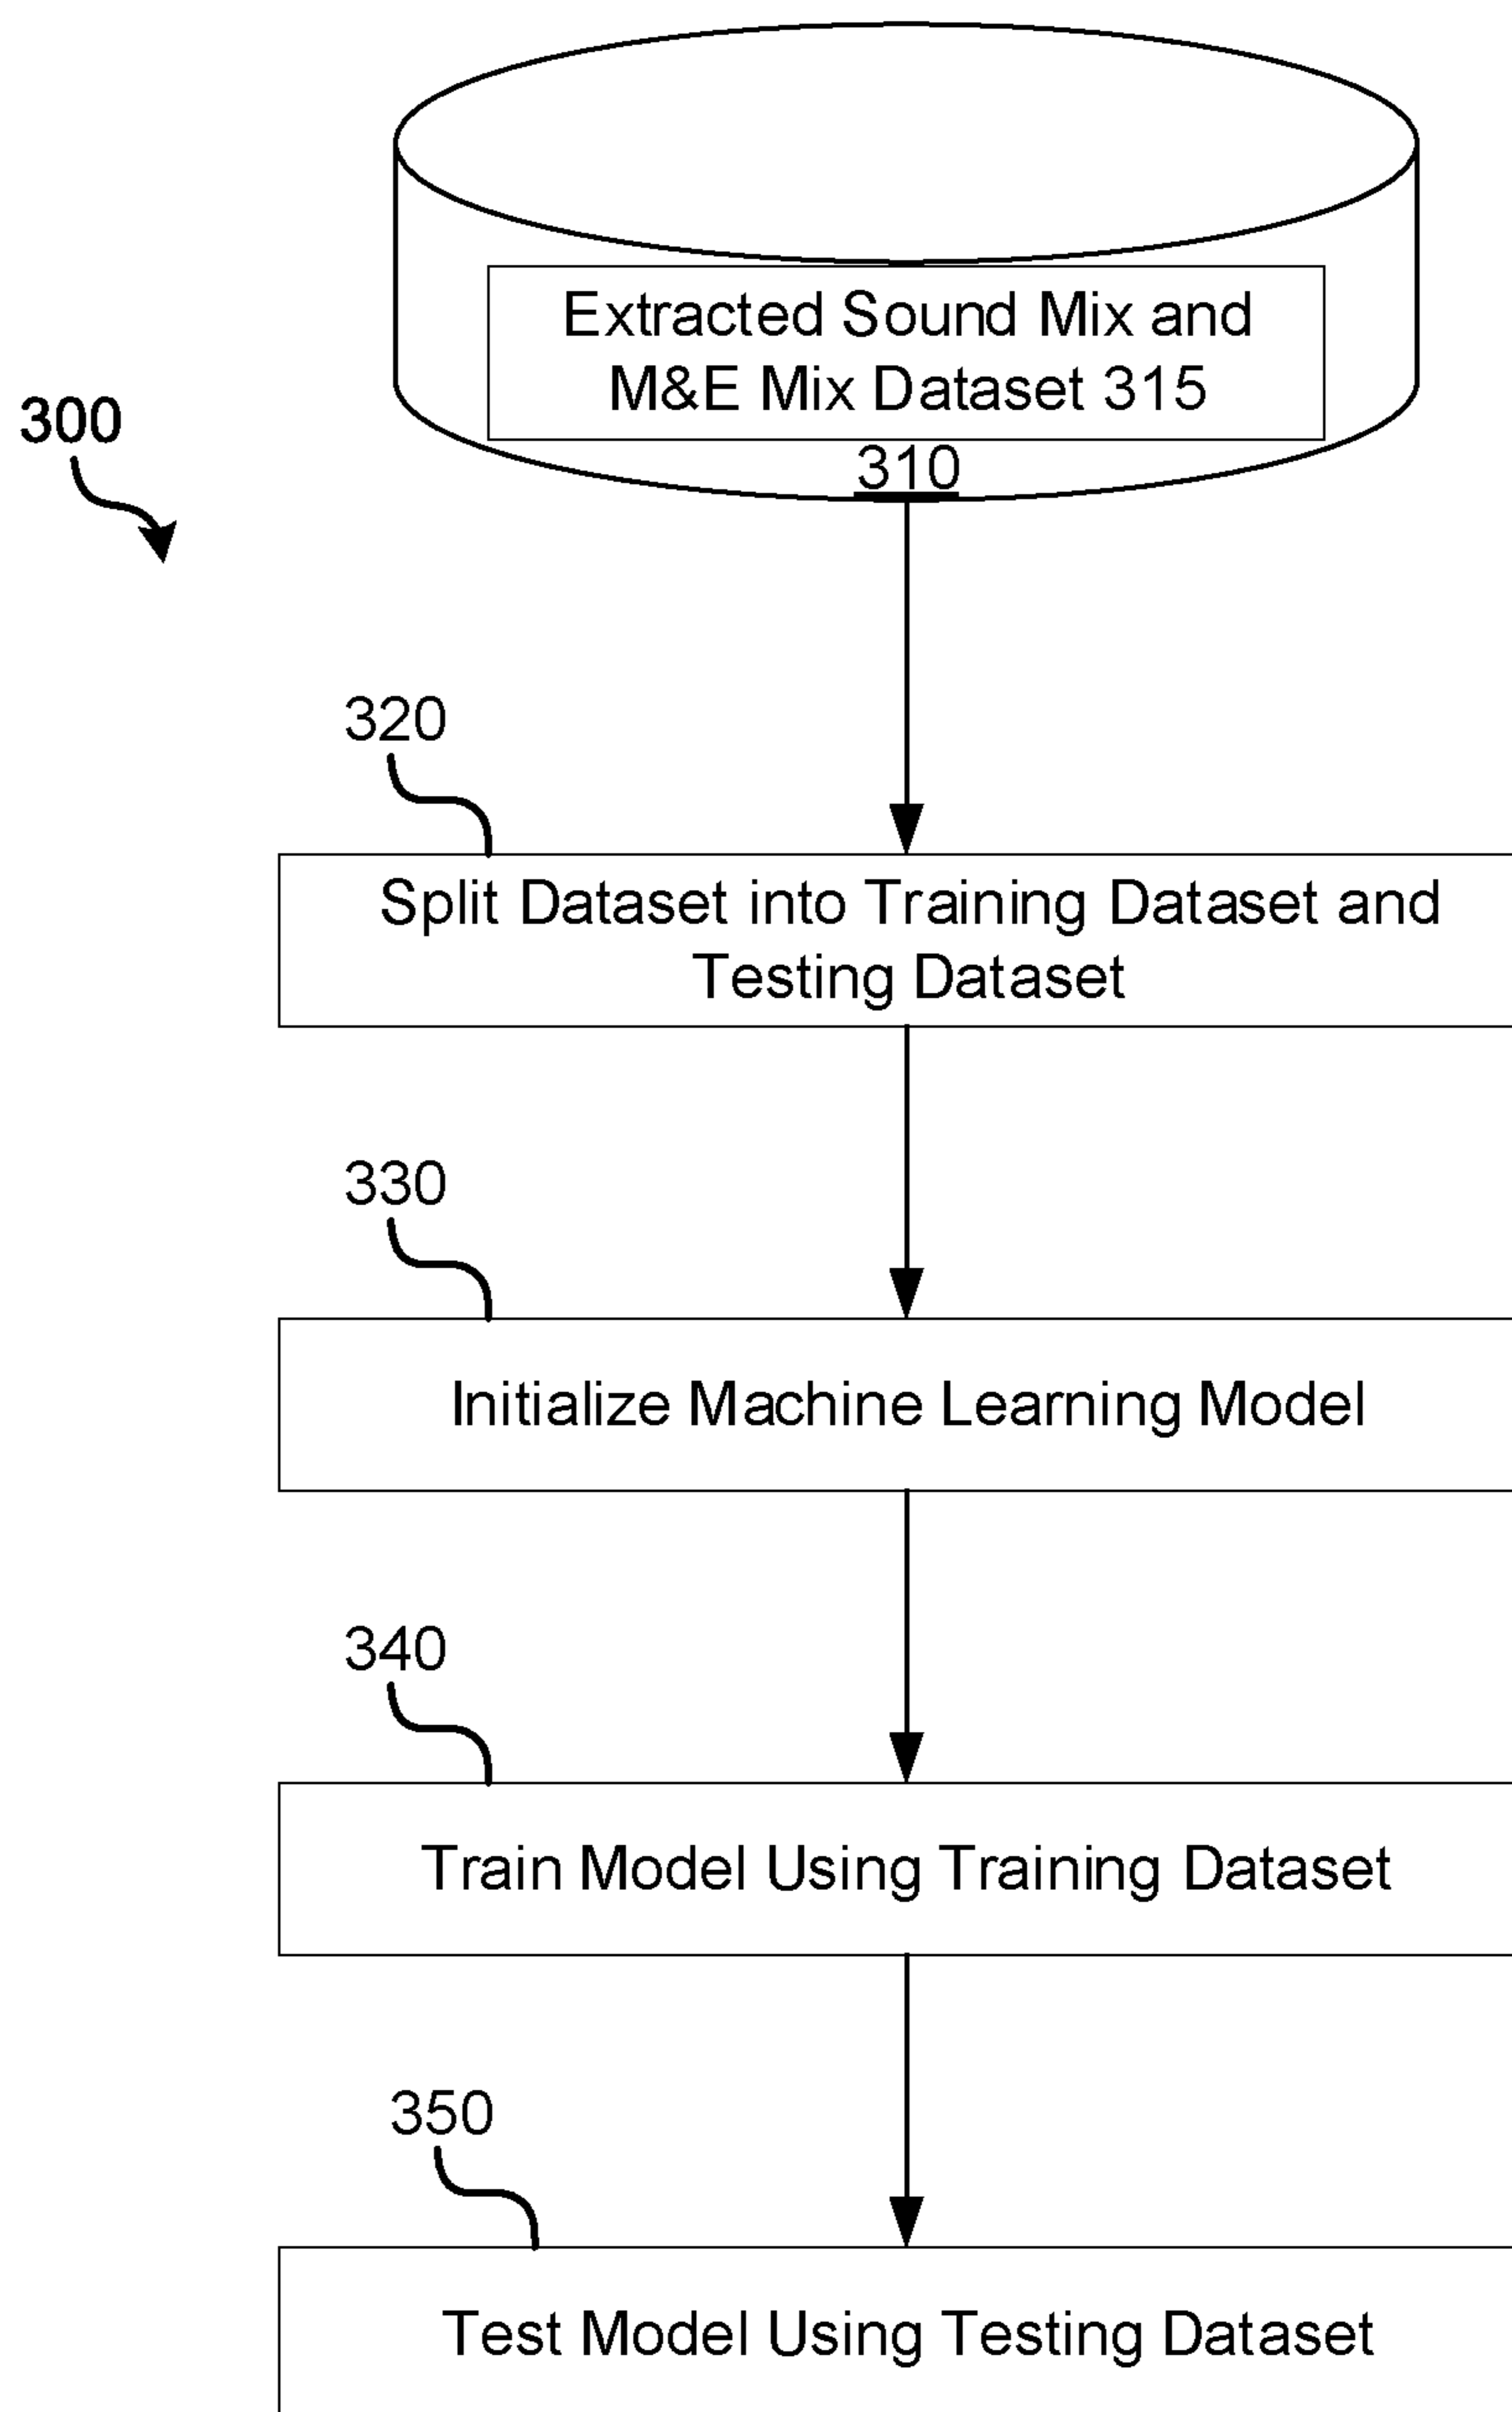 Extracted Sound Mix and
M&E Mix Dataset 315
300
310
320
Split Dataset into Training Dataset and
Testing Dataset
330
Initialize Machine Learning Model
340
Train Model Using Training Dataset
350
Test Model Using Testing Dataset